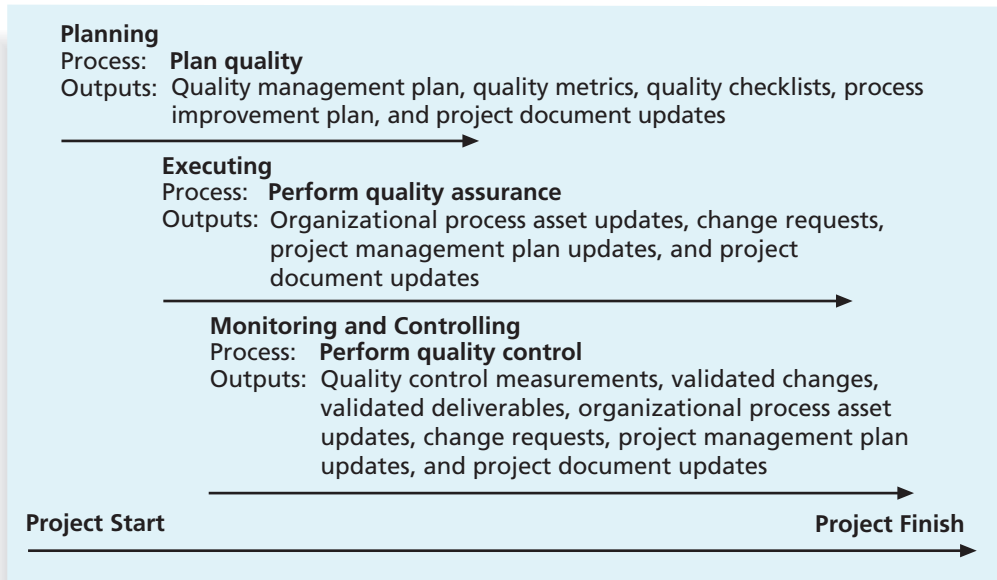 Planning
Process: Plan quality
Outputs: Quality management plan, quality metrics, quality checklists, process
improvement plan, and project document updates
Executing
Process: Perform quality assurance
Outputs: Organizational process asset updates, change requests,
project management plan updates, and project
document updates
Monitoring and Controlling
Process: Perform quality control
Outputs: Quality control measurements, validated changes,
validated deliverables, organizational process asset
updates, change requests, project management plan
updates, and project document updates
Project Start Project Finish